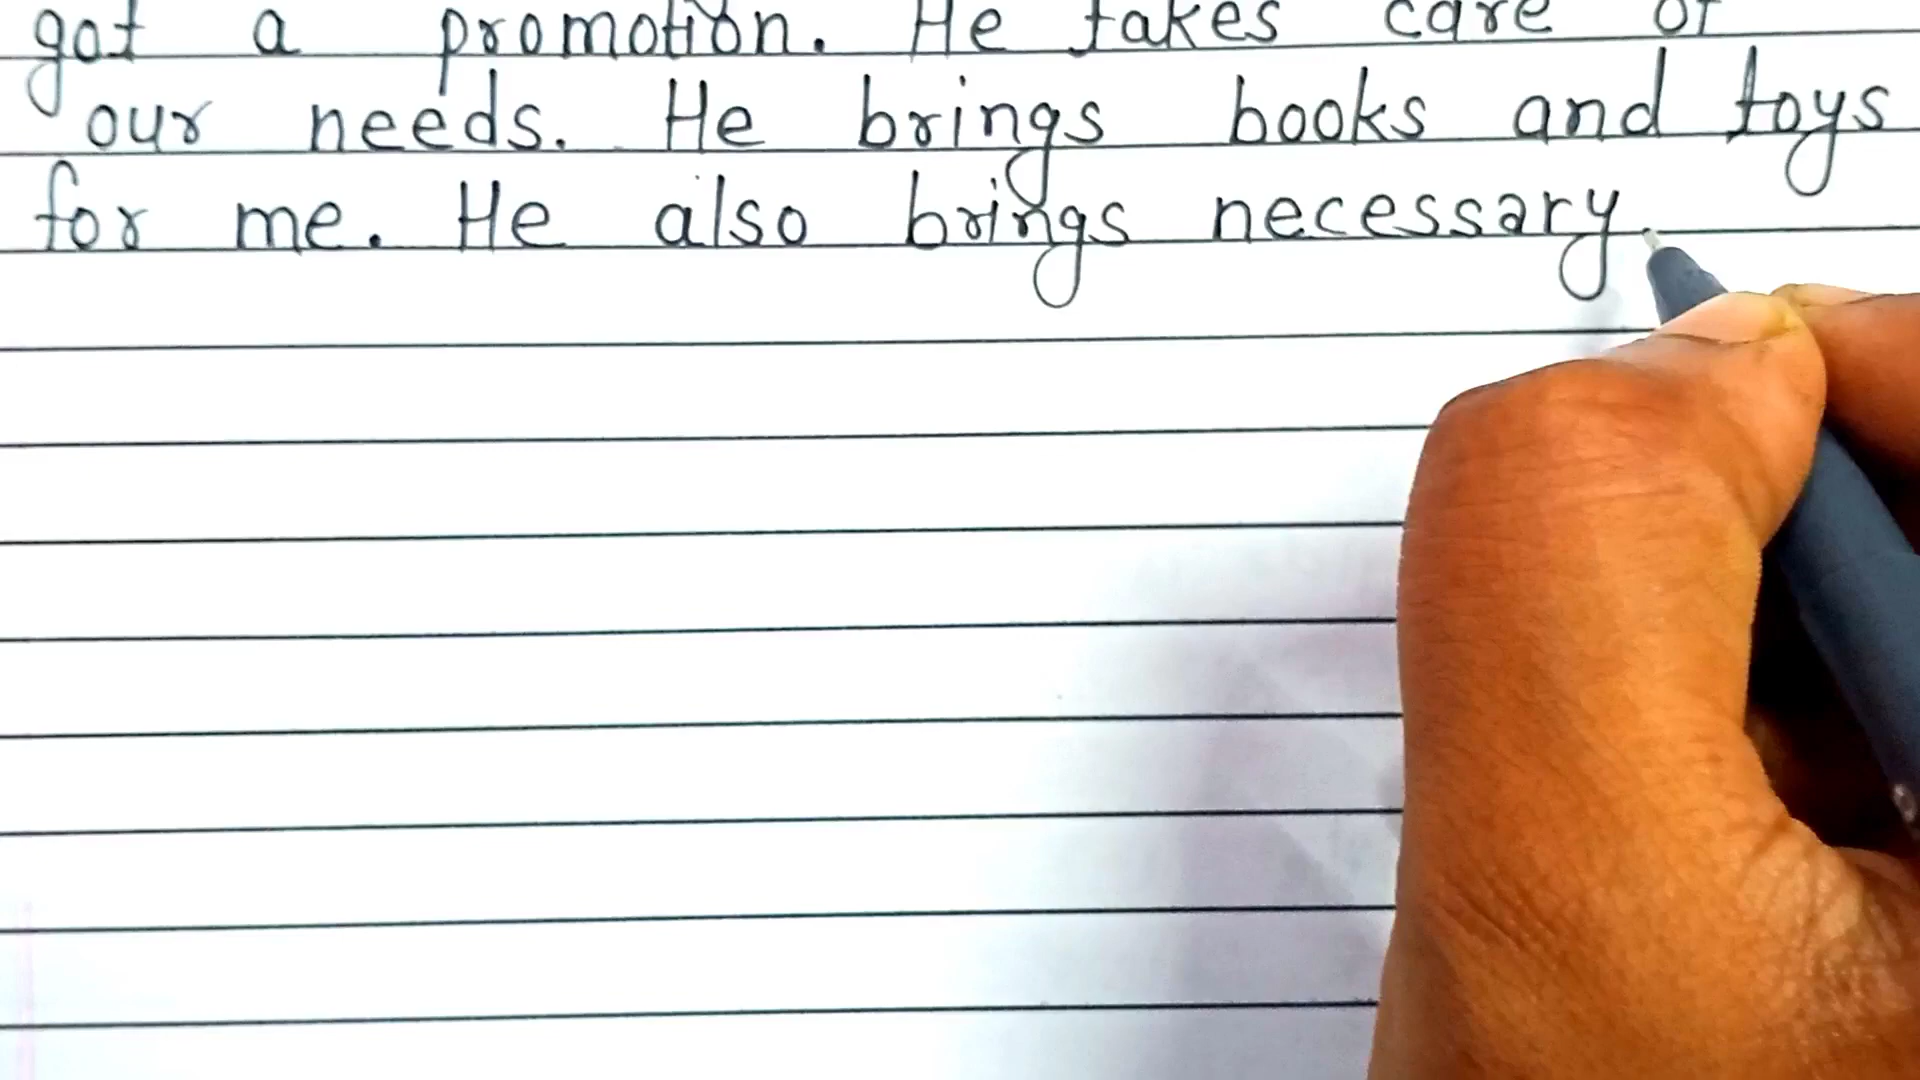 got a promotion. He takes care of
our needs. He brings books and toys
for me. He also brings necessary